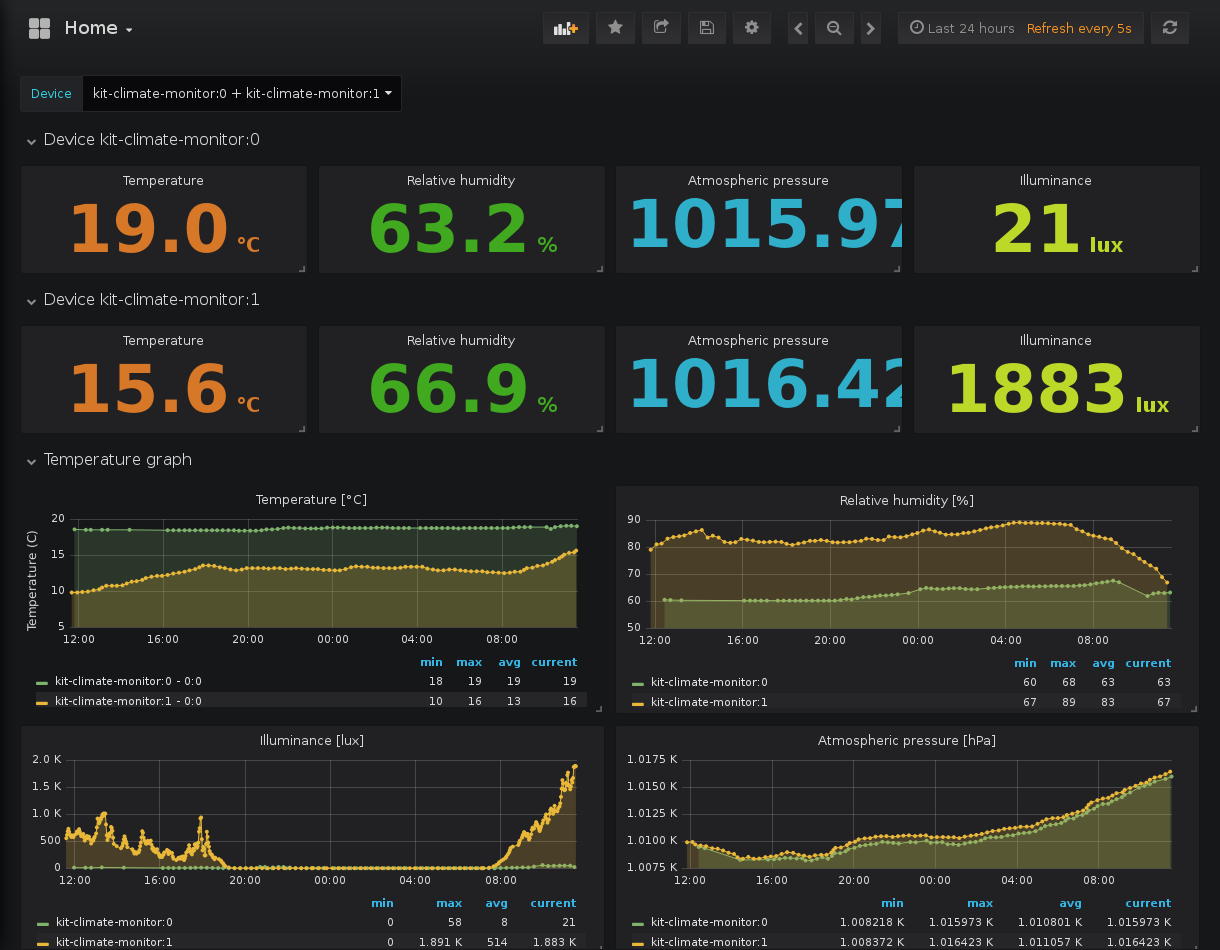 Home
Last 24 hours Refresh every 5s
Device kit-climate-monitor:0 + kit-climate-monitor:1
Device kit-climate-monitor:0
Temperature Relative humidity Atmospheric pressure Illuminance
19.0 °C 63.2 % 1015.97 21 lux
Device kit-climate-monitor:1
Temperature Relative humidity Atmospheric pressure Illuminance
15.6 °C 66.9 % 1016.42 1883 lux
Temperature graph
Temperature [°C]
Temperature (C)
20
15
10
5
12:00 16:00 20:00 00:00 04:00 08:00
min max avg current
kit-climate-monitor:0 - 0:0 18 19 19 19
kit-climate-monitor:1 - 0:0 10 16 13 16
Relative humidity [%]
90
80
70
60
50
12:00 16:00 20:00 00:00 04:00 08:00
min max avg current
kit-climate-monitor:0 60 68 63 63
kit-climate-monitor:1 67 89 83 67
Illuminance [lux]
2.0 K
1.5 K
1.0 K
500
0
12:00 16:00 20:00 00:00 04:00 08:00
min max avg current
kit-climate-monitor:0 0 58 8 21
kit-climate-monitor:1 0 1.891 K 514 1.883 K
Atmospheric pressure [hPa]
1.0175 K
1.0150 K
1.0125 K
1.0100 K
1.0075 K
12:00 16:00 20:00 00:00 04:00 08:00
min max avg current
kit-climate-monitor:0 1.008218 K 1.015973 K 1.010801 K 1.015973 K
kit-climate-monitor:1 1.008372 K 1.016423 K 1.011057 K 1.016423 K